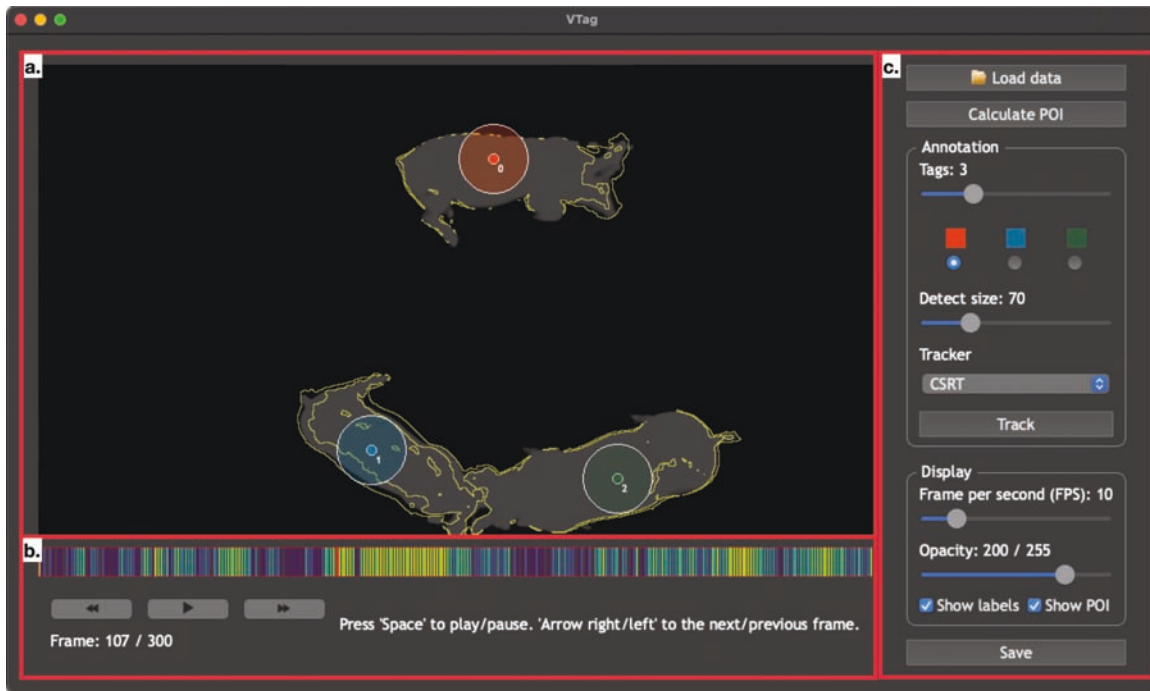 VTag
a.
0
1
2
b.
Frame: 107 / 300
Press 'Space' to play/pause. 'Arrow right/left' to the next/previous frame.
c.
Load data
Calculate POI
Annotation
Tags: 3
Detect size: 70
Tracker
CSRT
Track
Display
Frame per second (FPS): 10
Opacity: 200 / 255
Show labels Show POI
Save